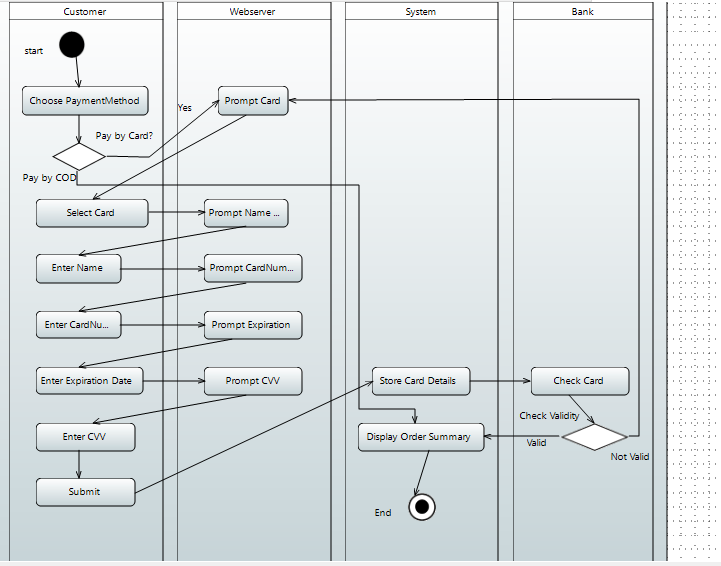 Customer
Webserver
System
Bank
start
Choose PaymentMethod
Yes
Prompt Card
Pay by Card?
Pay by COD
Select Card
Prompt Name ...
Enter Name
Prompt CardNum...
Enter CardNu...
Prompt Expiration
Enter Expiration Date
Prompt CVV
Store Card Details
Check Card
Check Validity
Enter CVV
Display Order Summary
Valid
Not Valid
Submit
End